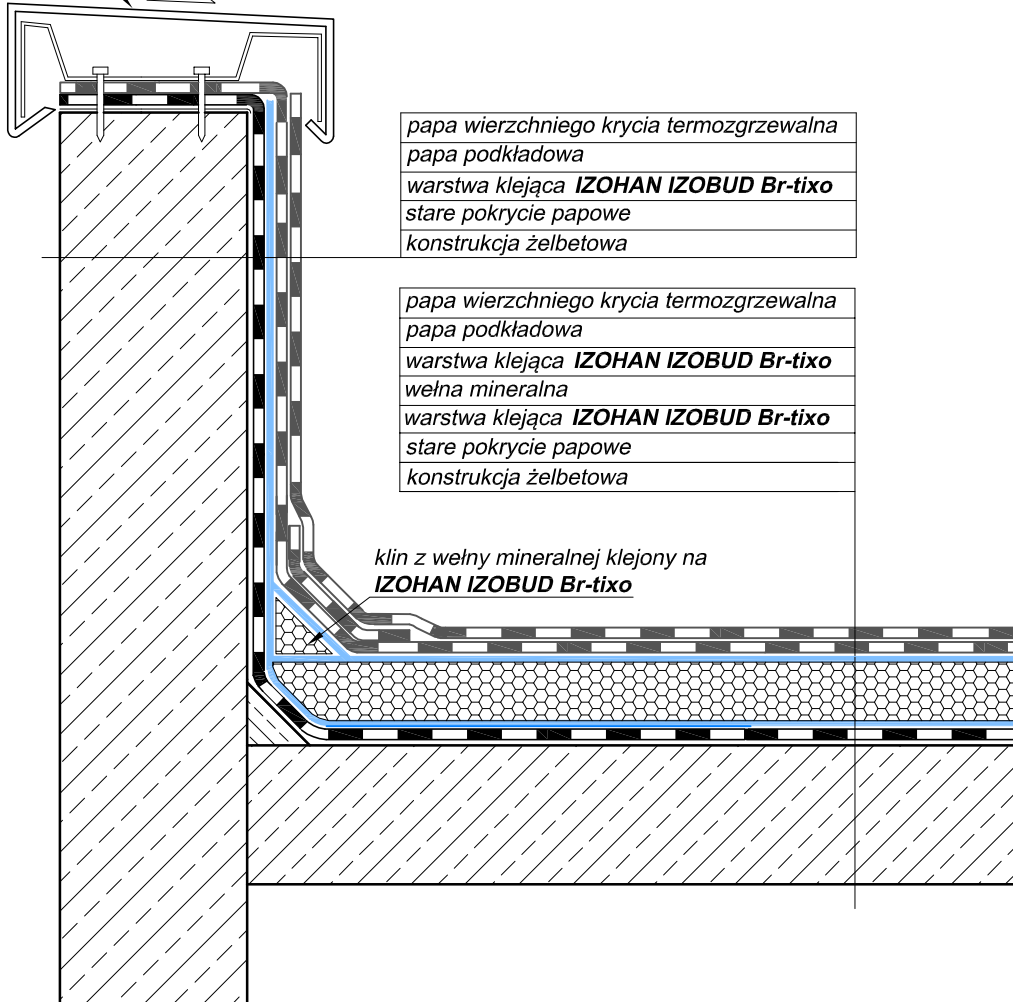 papa wierzchniego krycia termozgrzewalna
papa podkładowa
warstwa klejąca IZOHAN IZOBUD Br-tixo
stare pokrycie papowe
konstrukcja żelbetowa
papa wierzchniego krycia termozgrzewalna
papa podkładowa
warstwa klejąca IZOHAN IZOBUD Br-tixo
wełna mineralna
warstwa klejąca IZOHAN IZOBUD Br-tixo
stare pokrycie papowe
konstrukcja żelbetowa
klin z wełny mineralnej klejony na
IZOHAN IZOBUD Br-tixo